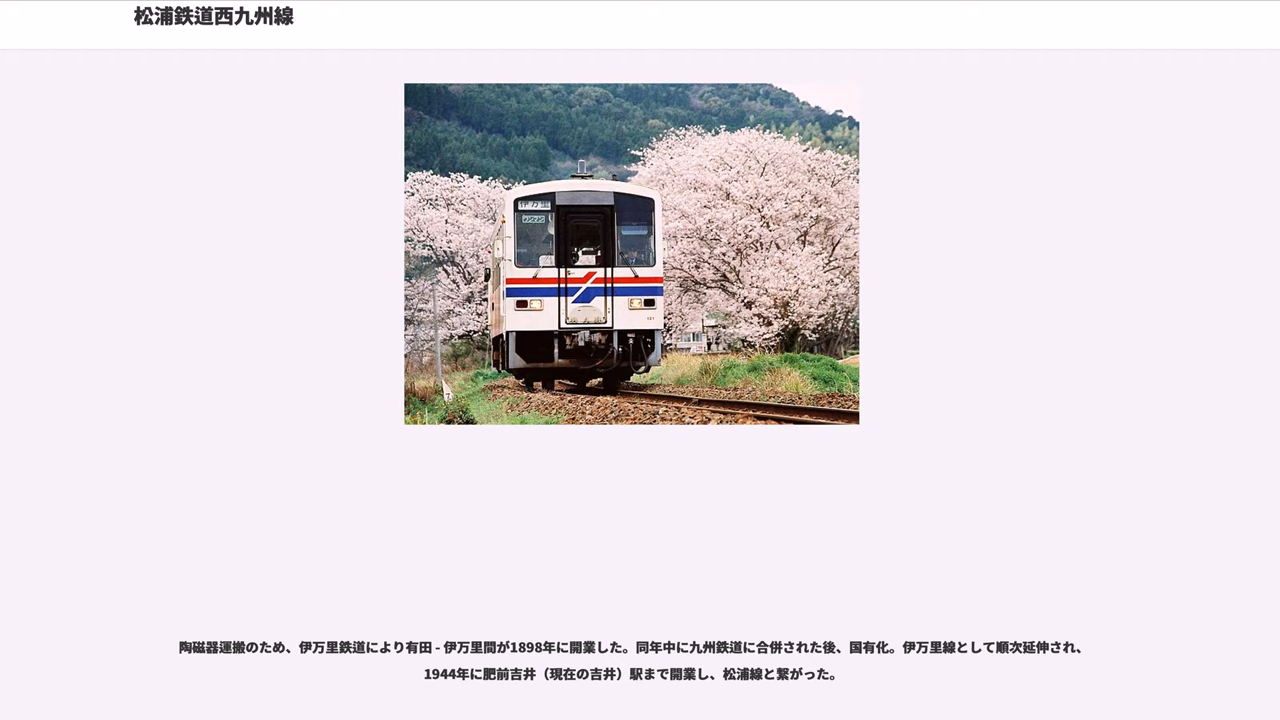 松浦鉄道西九州線
伊万里
陶磁器運搬のため、伊万里鉄道により有田 - 伊万里間が1898年に開業した。同年中に九州鉄道に合併された後、国有化。伊万里線として順次延伸され、
1944年に肥前吉井（現在の吉井）駅まで開業し、松浦線と繋がった。